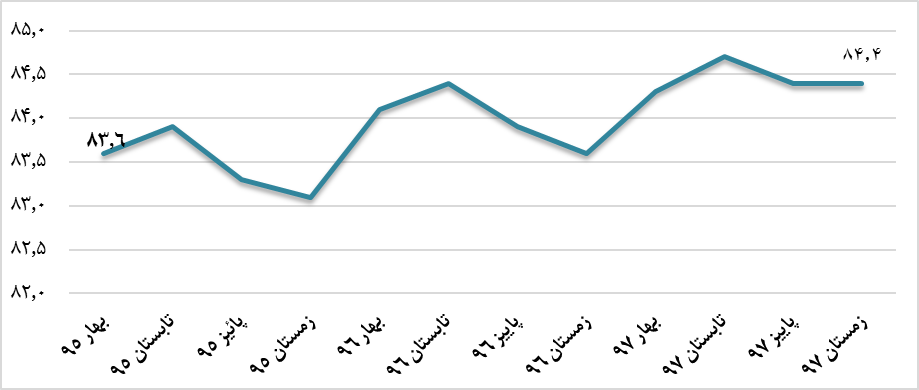 ۸۵,۰
۸۴,۵
۸۴,۰
۸۳,۵
۸۳,۰
۸۲,۵
۸۲,۰
۸۳,۶
۸۴,۴
بهار ۹۵
تابستان ۹۵
پائیز ۹۵
زمستان ۹۵
بهار ۹۶
تابستان ۹۶
پاییز ۹۶
زمستان ۹۶
بهار ۹۷
تابستان ۹۷
پاییز ۹۷
زمستان ۹۷